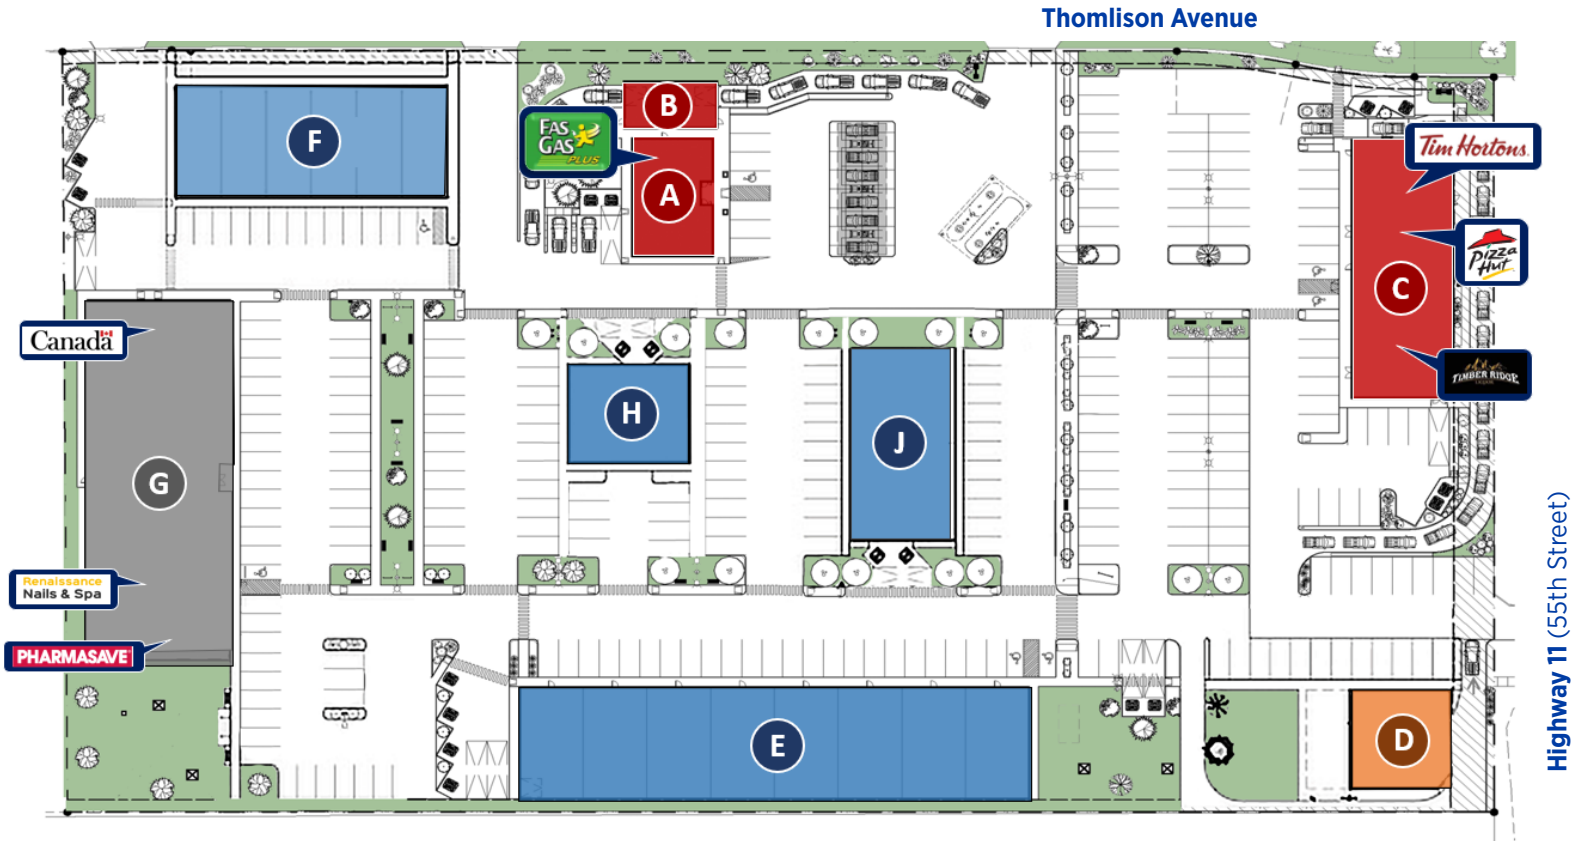 Thomlison Avenue
F
B
FAS
GAS
PLUS
A
Tim Hortons.
Pizza
Hut
C
Canada
TIMBER RIDGE
H
J
G
Renaissance
Nails & Spa
PHARMASAVE
E
D
Highway 11 (55th Street)